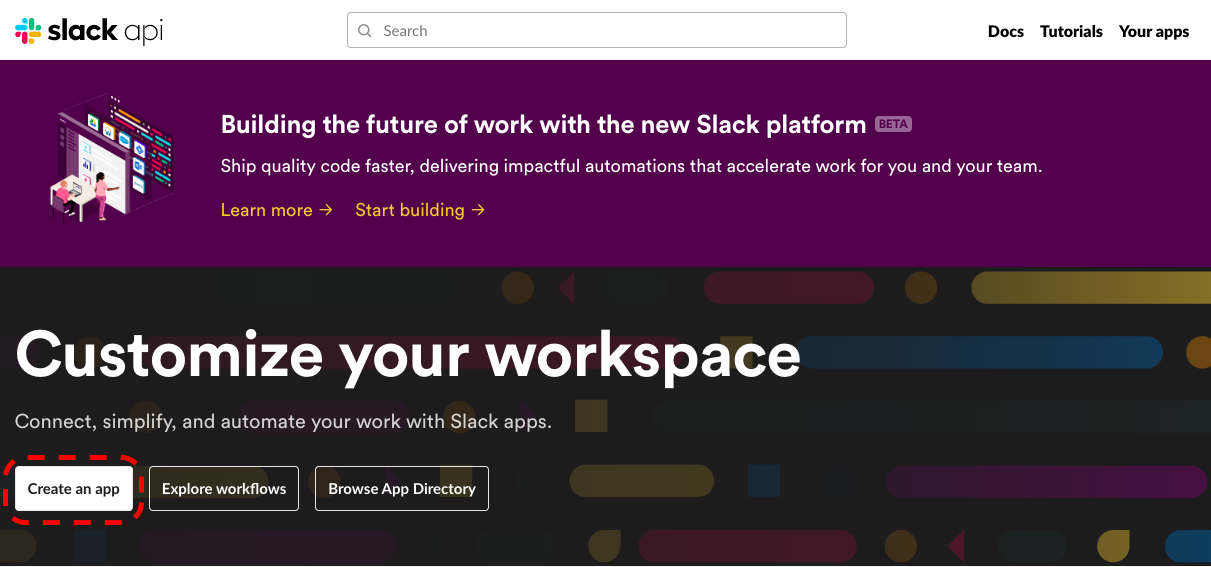 slack api
Search
Docs
Tutorials
Your apps
Building the future of work with the new Slack platform BETA
Ship quality code faster, delivering impactful automations that accelerate work for you and your team.
Learn more →
Start building →
Customize your workspace
Connect, simplify, and automate your work with Slack apps.
Create an app
Explore workflows
Browse App Directory